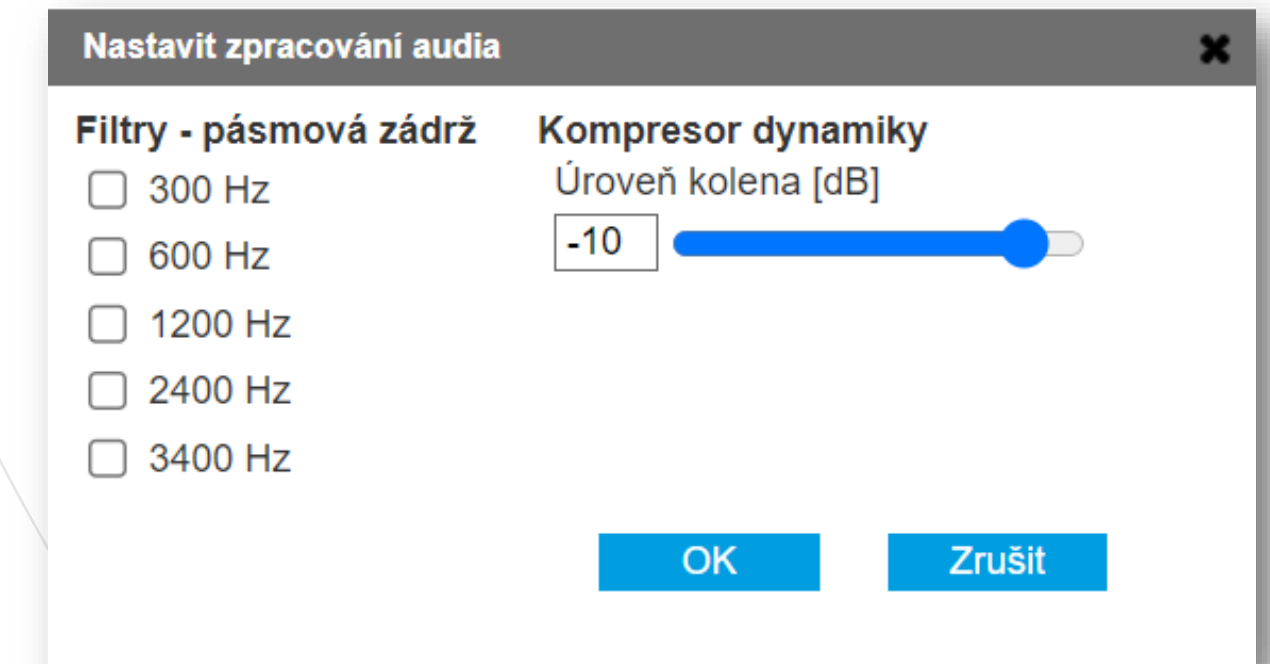 Nastavit zpracování audia
Filtry - pásmová zádrž
300 Hz
600 Hz
1200 Hz
2400 Hz
3400 Hz
Kompresor dynamiky
Úroveň kolena [dB]
-10
OK
Zrušit